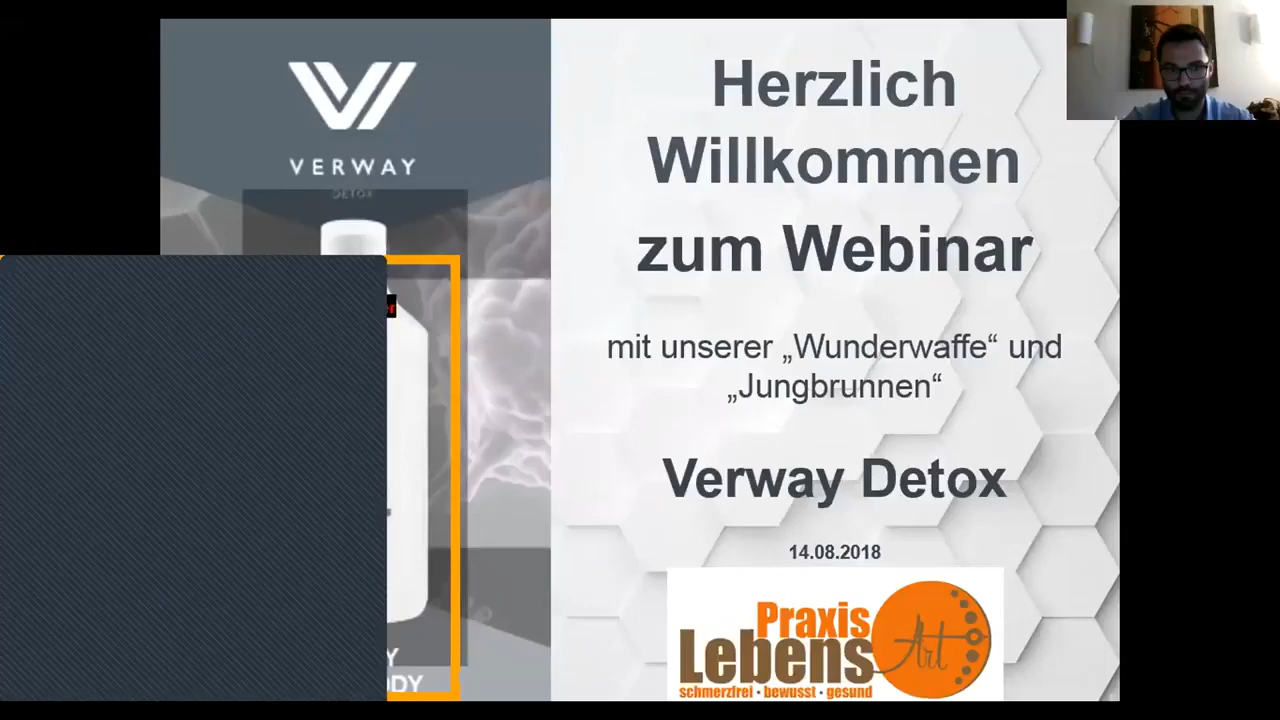 VERWAY
DETOX
Herzlich
Willkommen
zum Webinar
mit unserer „Wunderwaffe“ und
„Jungbrunnen“
Verway Detox
14.08.2018
Praxis
Lebens
Art
schmerzfrei • bewusst • gesund